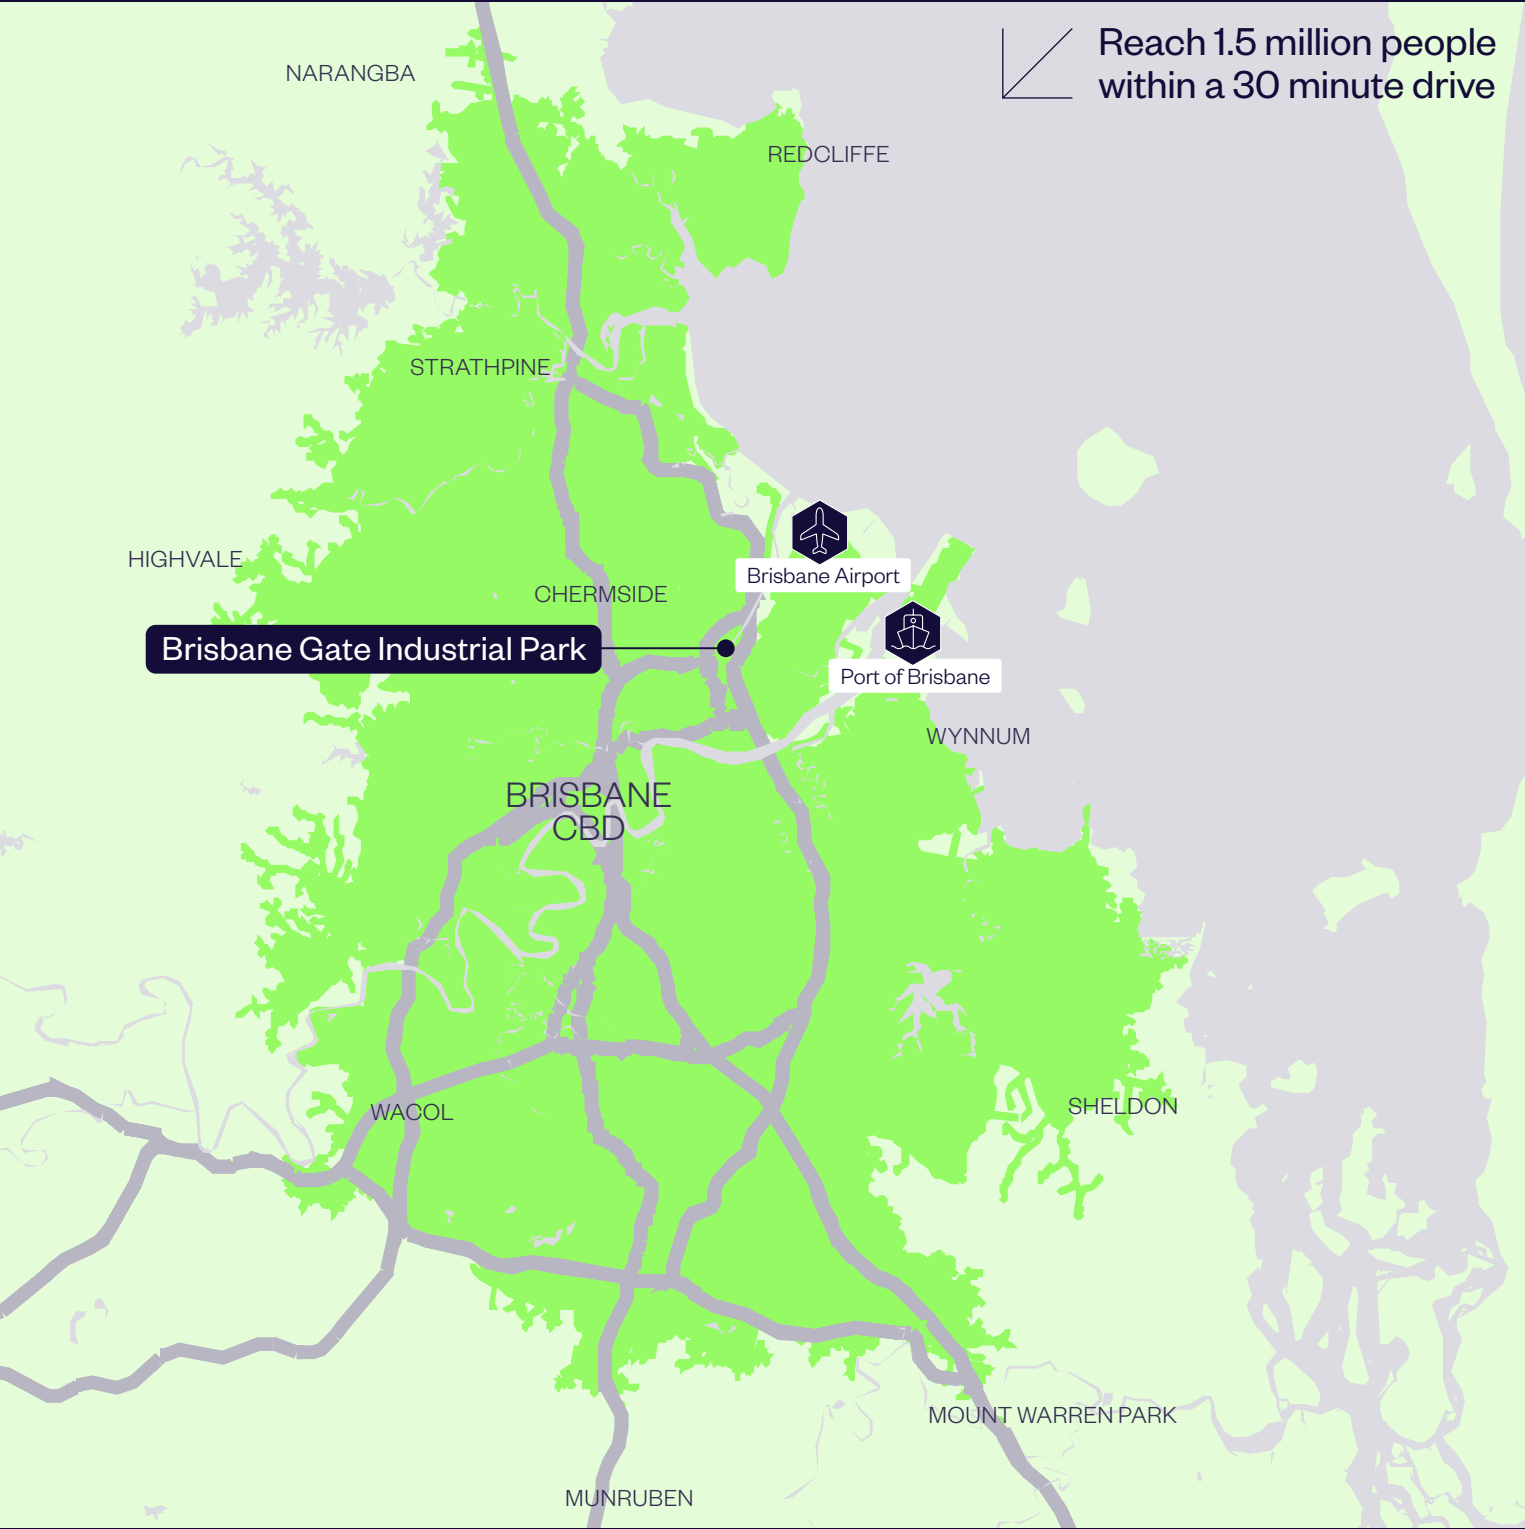 Reach 1.5 million people
within a 30 minute drive
NARANGBA
REDCLIFFE
STRATHPINE
HIGHVALE
CHERMSIDE
Brisbane Airport
Brisbane Gate Industrial Park
Port of Brisbane
WYNNUM
BRISBANE
CBD
WACOL
SHELDON
MOUNT WARREN PARK
MUNRUBEN